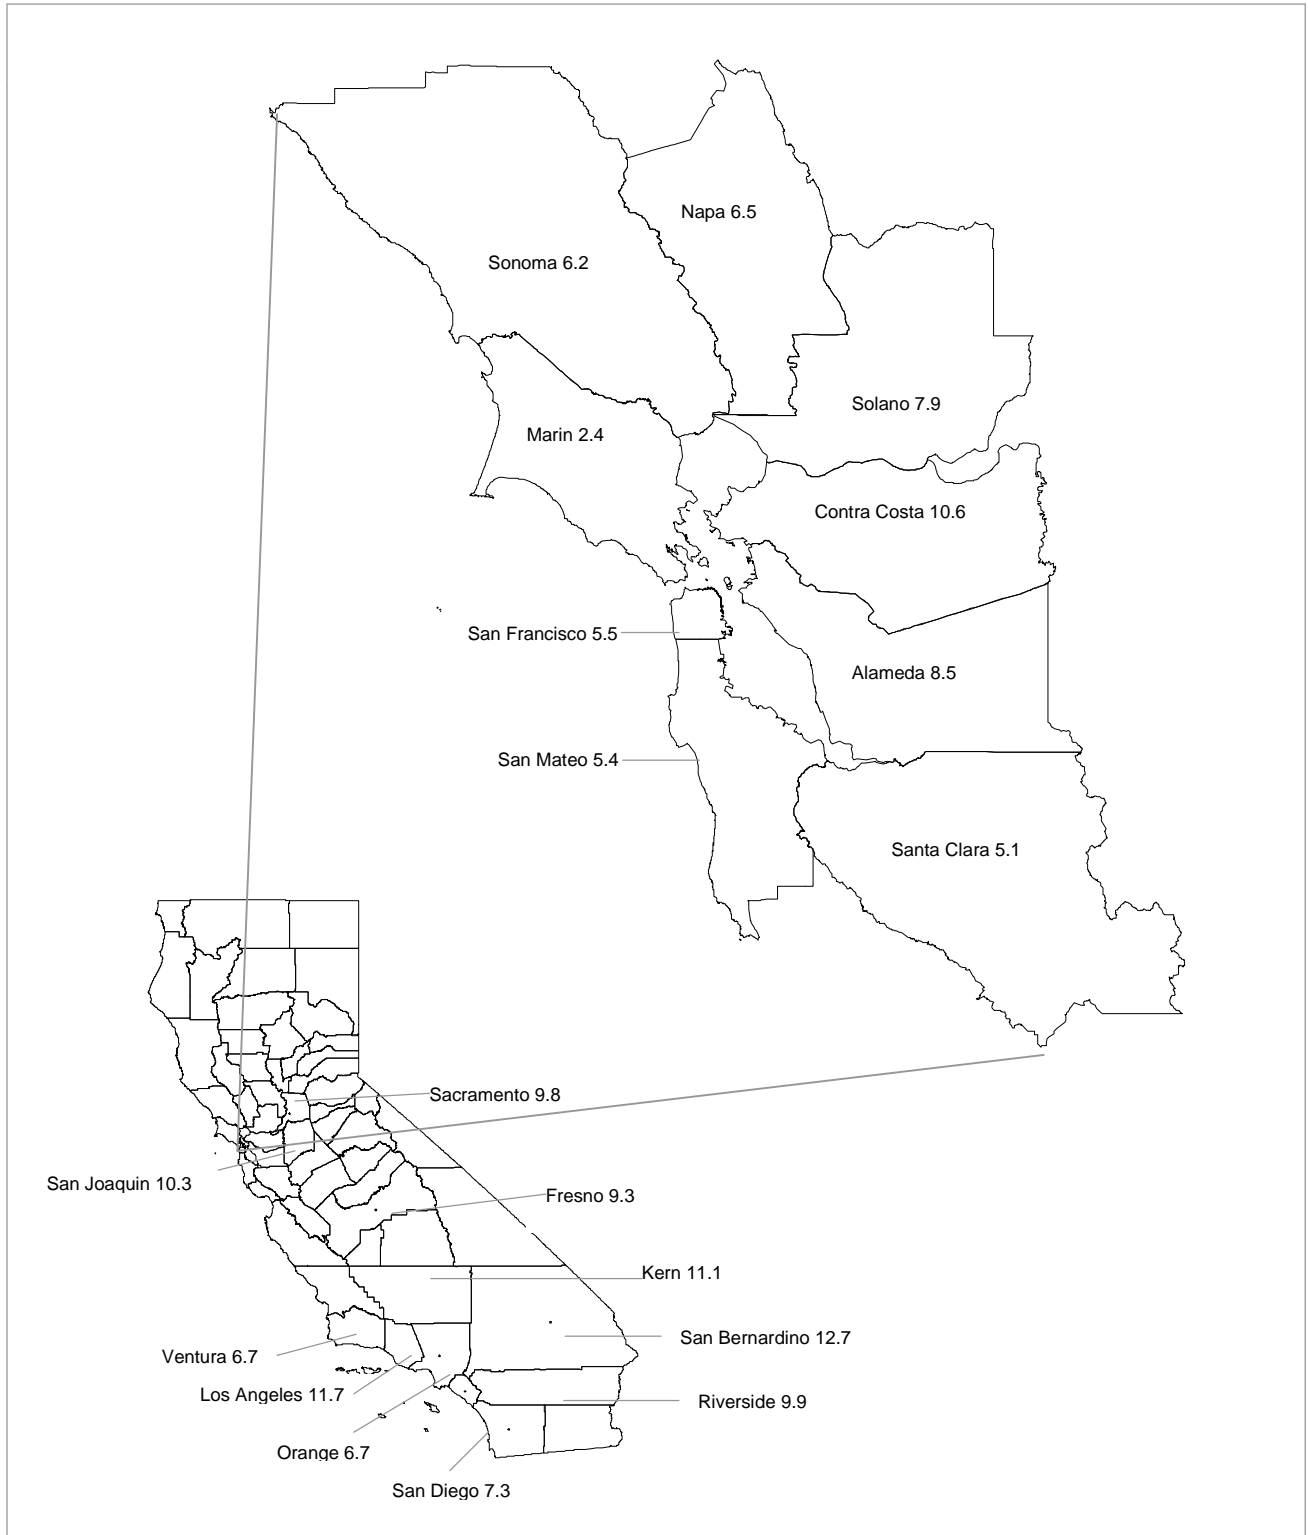 Napa 6.5
Sonoma 6.2
Solano 7.9
Marin 2.4
Contra Costa 10.6
San Francisco 5.5
Alameda 8.5
San Mateo 5.4
Santa Clara 5.1
Sacramento 9.8
San Joaquin 10.3
Fresno 9.3
Kern 11.1
San Bernardino 12.7
Ventura 6.7
Los Angeles 11.7
Riverside 9.9
Orange 6.7
San Diego 7.3